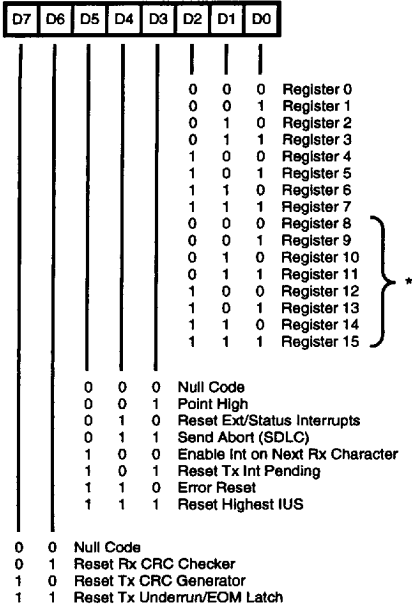 D7 D6 D5 D4 D3 D2 D1 D0
0 0 0 Register 0
0 0 1 Register 1
0 1 0 Register 2
0 1 1 Register 3
1 0 0 Register 4
1 0 1 Register 5
1 1 0 Register 6
1 1 1 Register 7
0 0 0 Register 8
0 0 1 Register 9
0 1 0 Register 10
0 1 1 Register 11
1 0 0 Register 12
1 0 1 Register 13
1 1 0 Register 14
1 1 1 Register 15
*
0 0 0 Null Code
0 0 1 Point High
0 1 0 Reset Ext/Status Interrupts
0 1 1 Send Abort (SDLC)
1 0 0 Enable Int on Next Rx Character
1 0 1 Reset Tx Int Pending
1 1 0 Error Reset
1 1 1 Reset Highest IUS
0 0 Null Code
0 1 Reset Rx CRC Checker
1 0 Reset Tx CRC Generator
1 1 Reset Tx Underrun/EOM Latch